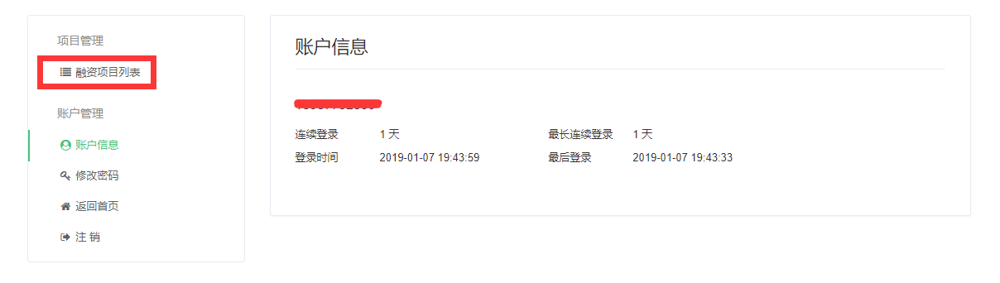 项目管理
融资项目列表
账户管理
账户信息
修改密码
返回首页
注 销
账户信息
连续登录 1 天 最长连续登录 1 天
登录时间 2019-01-07 19:43:59 最后登录 2019-01-07 19:43:33